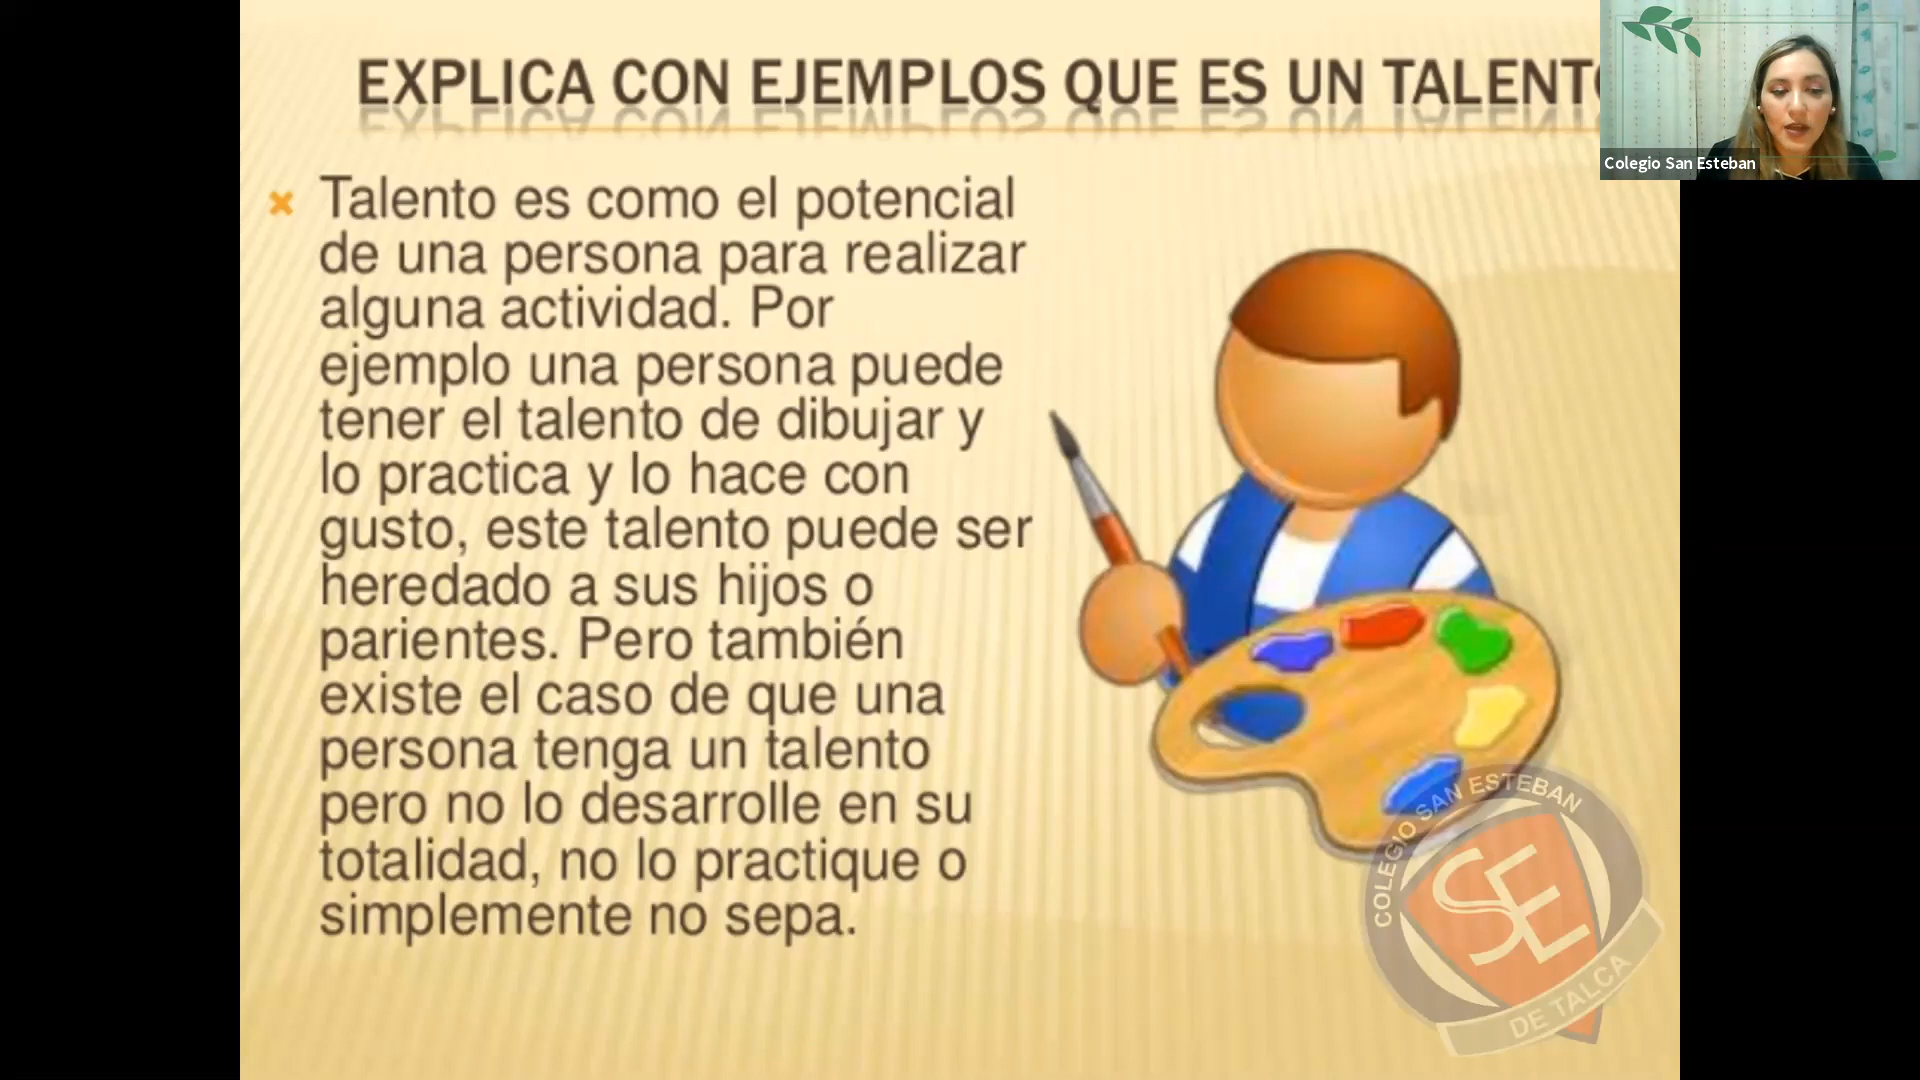 EXPLICA CON EJEMPLOS QUE ES UN TALENTO
Colegio San Esteban
Talento es como el potencial
de una persona para realizar
alguna actividad. Por
ejemplo una persona puede
tener el talento de dibujar y
lo practica y lo hace con
gusto, este talento puede ser
heredado a sus hijos o
parientes. Pero también
existe el caso de que una
persona tenga un talento
pero no lo desarrolle en su
totalidad, no lo practique o
simplemente no sepa.
COLEGIO SAN ESTEBAN
SE
DE TALCA